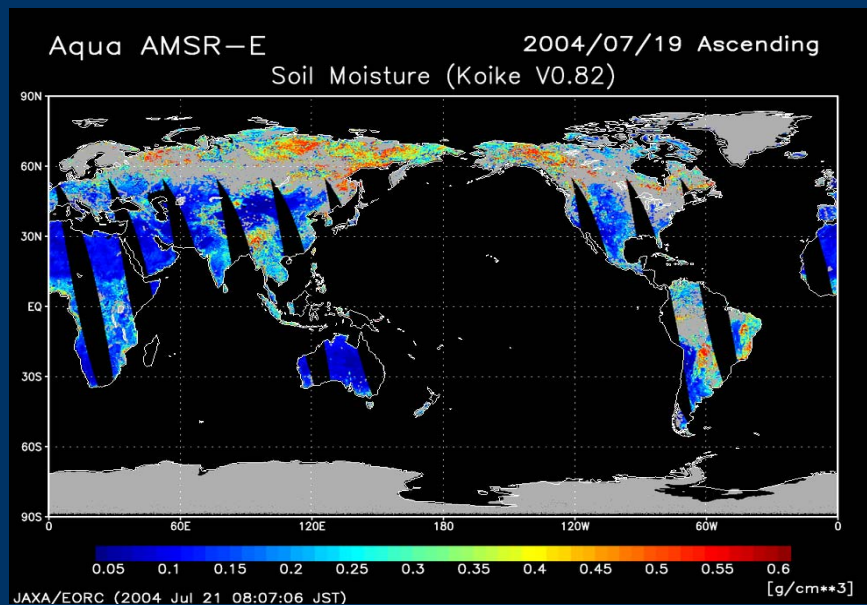 Aqua AMSR-E 2004/07/19 Ascending
Soil Moisture (Koike V0.82)
90N
60N
30N
EQ
30S
60S
90S
0 60E 120E 180 120W 60W 0
0.05 0.1 0.15 0.2 0.25 0.3 0.35 0.4 0.45 0.5 0.55 0.6
[g/cm**3]
JAXA/EORC (2004 Jul 21 08:07:06 JST)